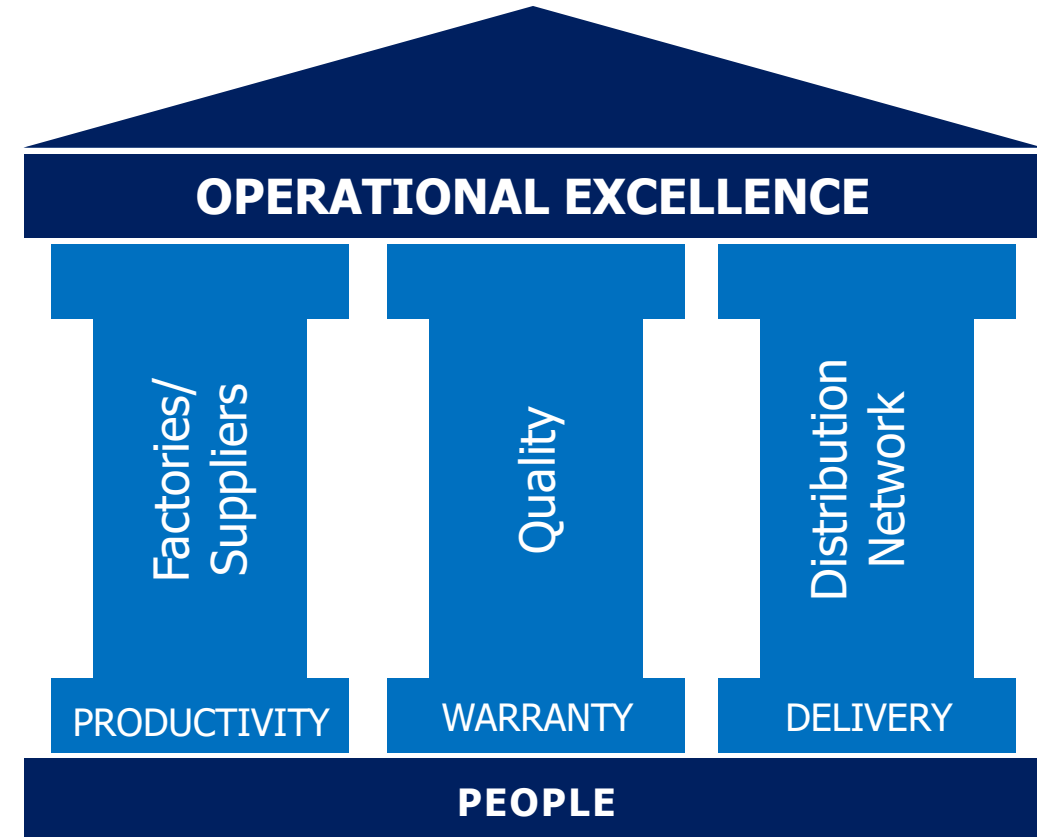 OPERATIONAL EXCELLENCE
Factories/
Suppliers
Quality
Distribution
Network
PRODUCTIVITY
WARRANTY
DELIVERY
PEOPLE